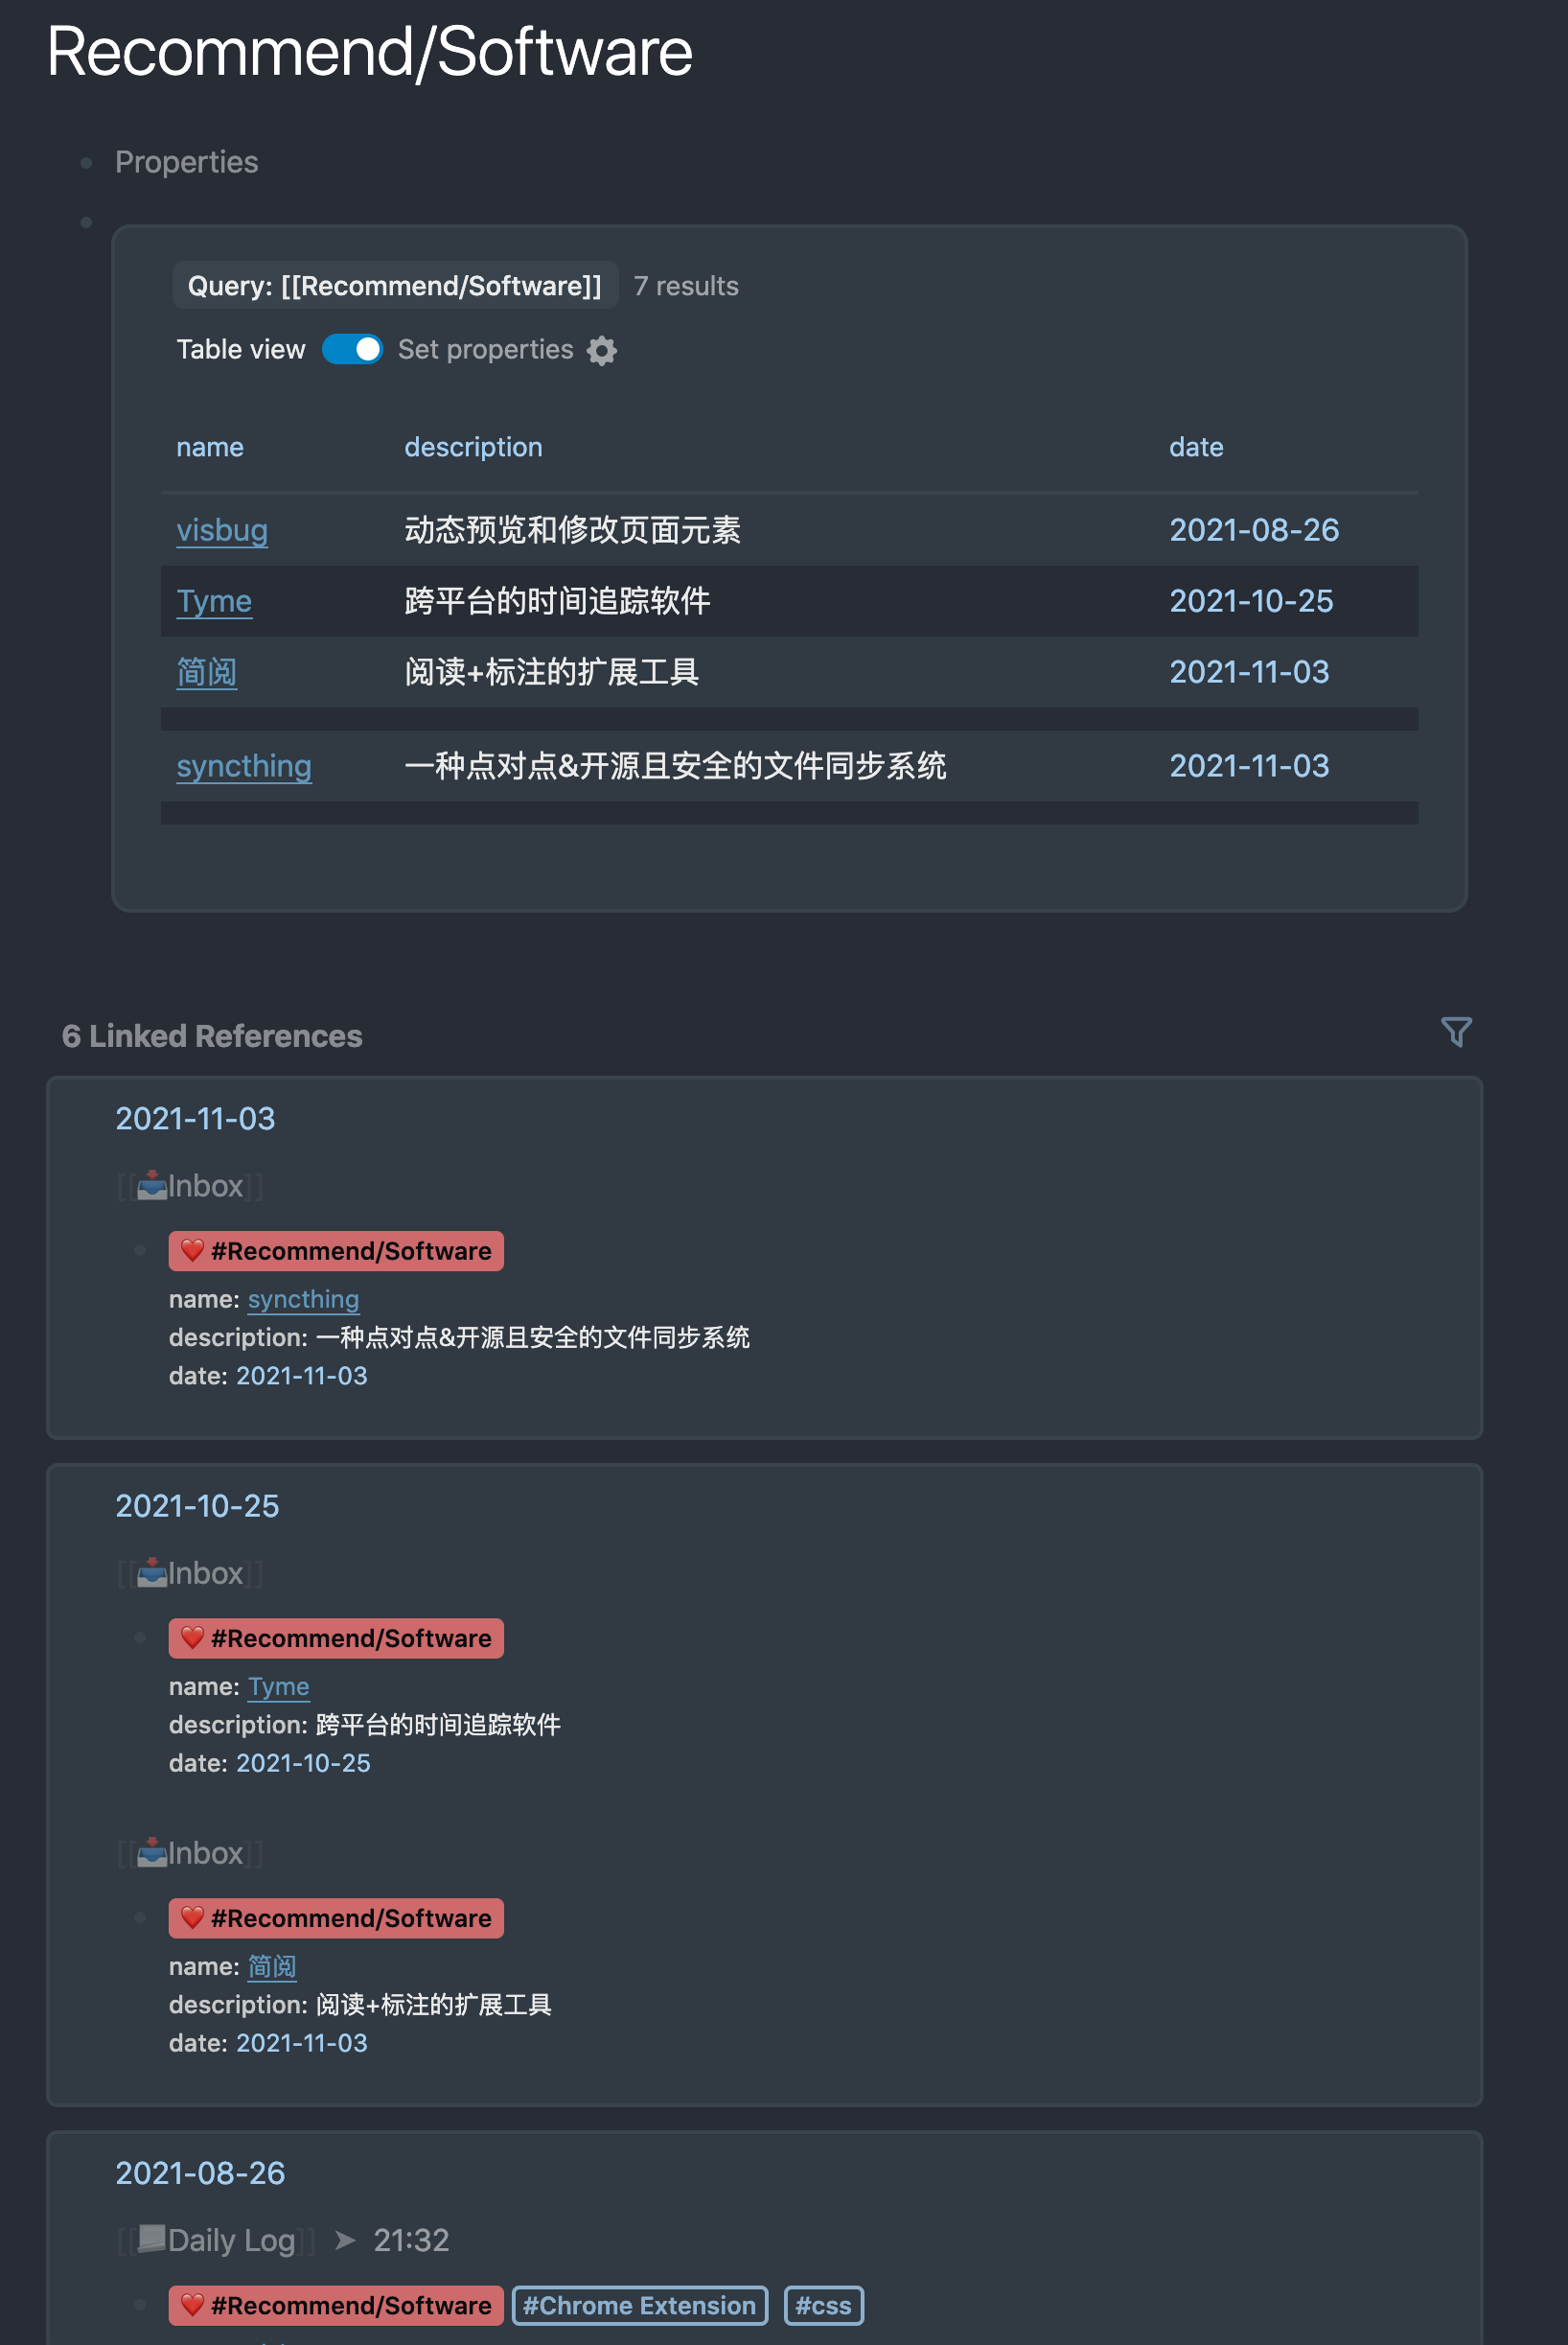 Recommend/Software
Properties
Query: [[Recommend/Software]] 7 results
Table view Set properties
name description date
visbug 动态预览和修改页面元素 2021-08-26
Tyme 跨平台的时间追踪软件 2021-10-25
简阅 阅读+标注的扩展工具 2021-11-03
syncthing 一种点对点&开源且安全的文件同步系统 2021-11-03
6 Linked References
2021-11-03
[[📥Inbox]]
❤️ #Recommend/Software
name: syncthing
description: 一种点对点&开源且安全的文件同步系统
date: 2021-11-03
2021-10-25
[[📥Inbox]]
❤️ #Recommend/Software
name: Tyme
description: 跨平台的时间追踪软件
date: 2021-10-25
[[📥Inbox]]
❤️ #Recommend/Software
name: 简阅
description: 阅读+标注的扩展工具
date: 2021-11-03
2021-08-26
[[Daily Log]] ➤ 21:32
❤️ #Recommend/Software #Chrome Extension #css